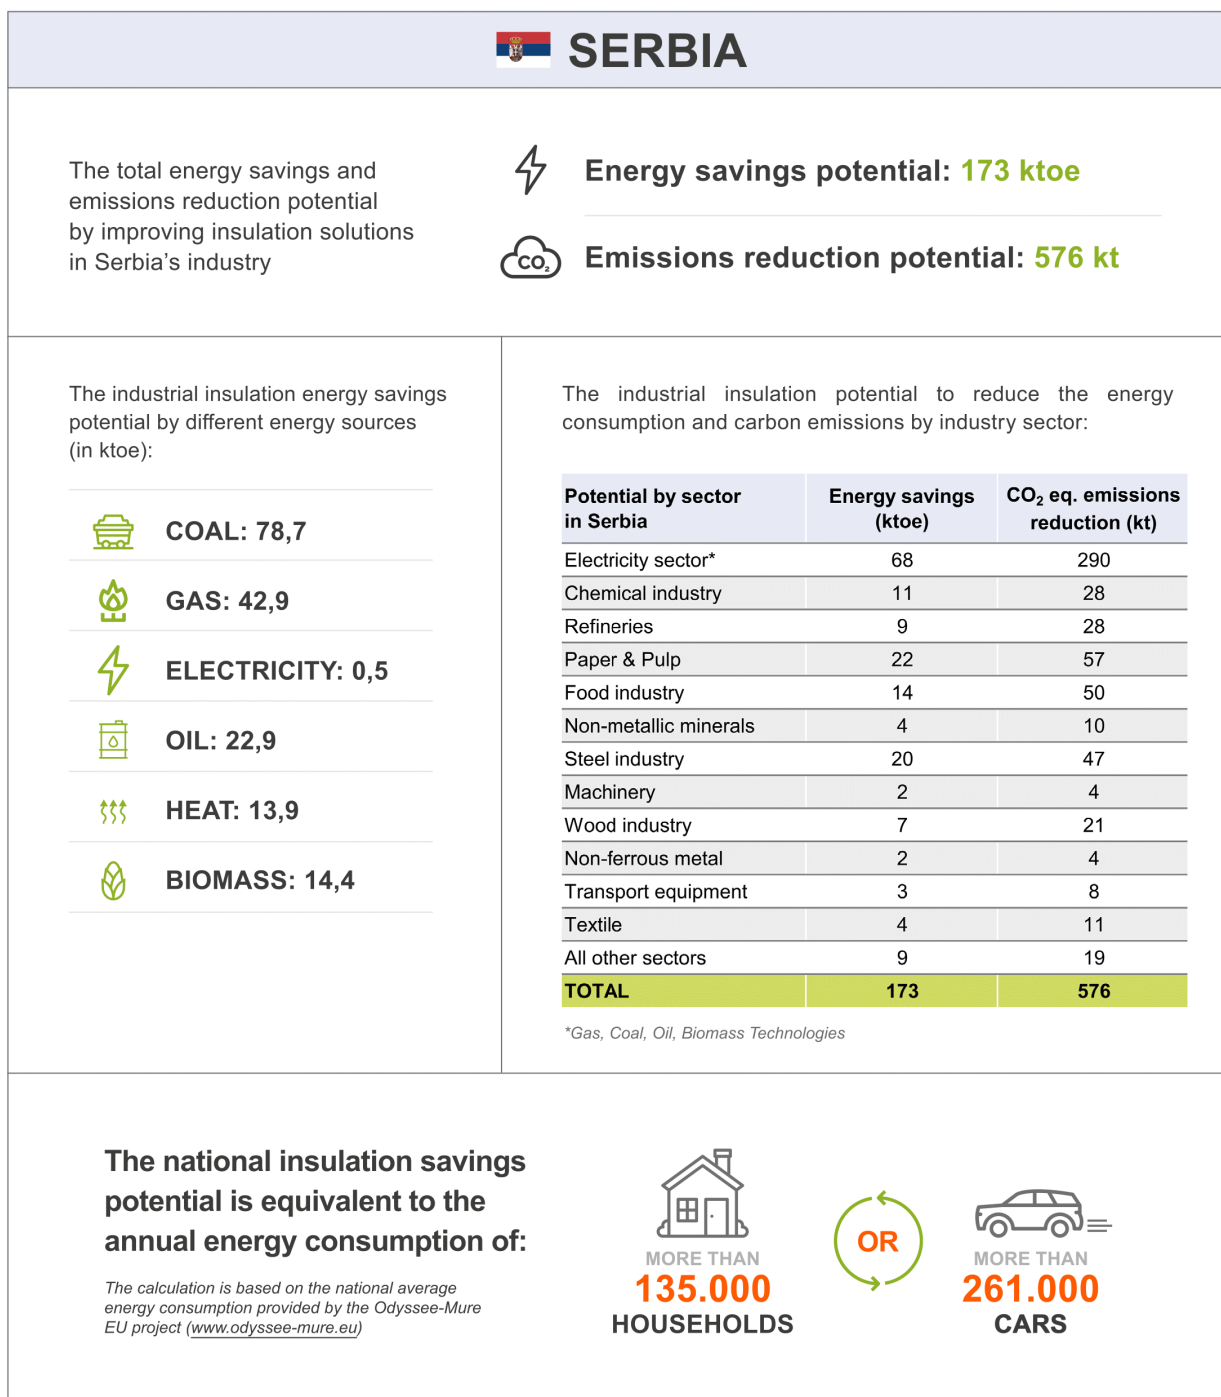 SERBIA
The total energy savings and
emissions reduction potential
by improving insulation solutions
in Serbia's industry
Energy savings potential: 173 ktoe
CO₂
Emissions reduction potential: 576 kt
The industrial insulation energy savings
potential by different energy sources
(in ktoe):
COAL: 78,7
GAS: 42,9
ELECTRICITY: 0,5
OIL: 22,9
HEAT: 13,9
BIOMASS: 14,4
The industrial insulation potential to reduce the energy
consumption and carbon emissions by industry sector:
Potential by sector in Serbia Energy savings (ktoe) CO₂ eq. emissions reduction (kt)
Electricity sector* 68 290
Chemical industry 11 28
Refineries 9 28
Paper & Pulp 22 57
Food industry 14 50
Non-metallic minerals 4 10
Steel industry 20 47
Machinery 2 4
Wood industry 7 21
Non-ferrous metal 2 4
Transport equipment 3 8
Textile 4 11
All other sectors 9 19
TOTAL 173 576
*Gas, Coal, Oil, Biomass Technologies
The national insulation savings
potential is equivalent to the
annual energy consumption of:
The calculation is based on the national average
energy consumption provided by the Odyssee-Mure
EU project (www.odyssee-mure.eu)
MORE THAN
135.000
HOUSEHOLDS
OR
MORE THAN
261.000
CARS